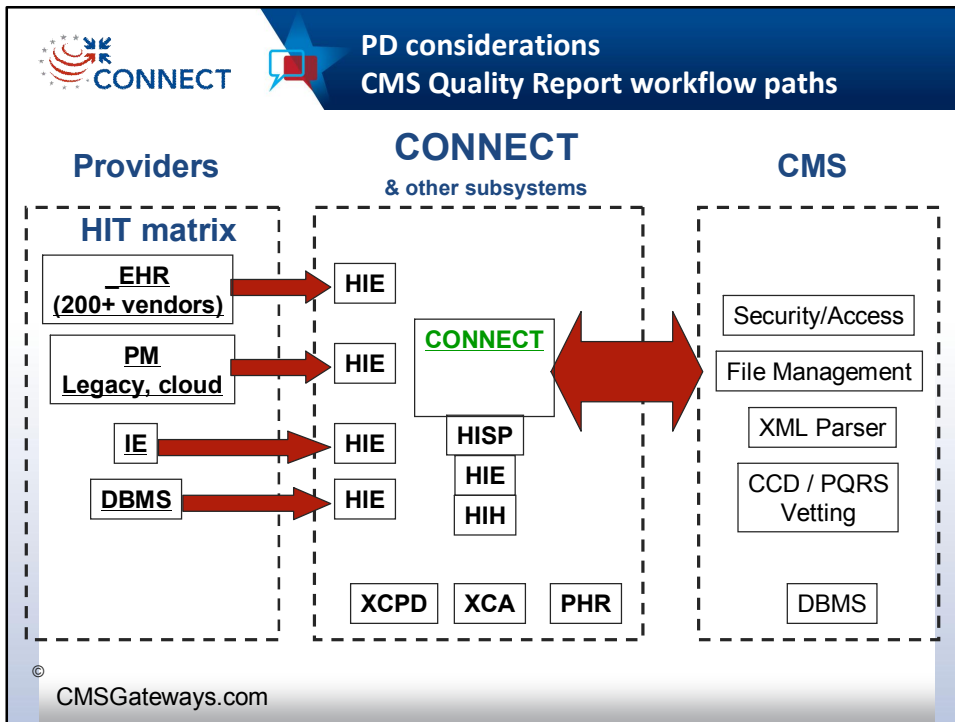 CONNECT
PD considerations
CMS Quality Report workflow paths
Providers
CONNECT
& other subsystems
CMS
HIT matrix
_EHR
(200+ vendors)
PM
Legacy, cloud
IE
DBMS
HIE
HIE
HIE
HIE
CONNECT
HISP
HIE
HIH
XCPD
XCA
PHR
Security/Access
File Management
XML Parser
CCD / PQRS
Vetting
DBMS
©
CMSGateways.com